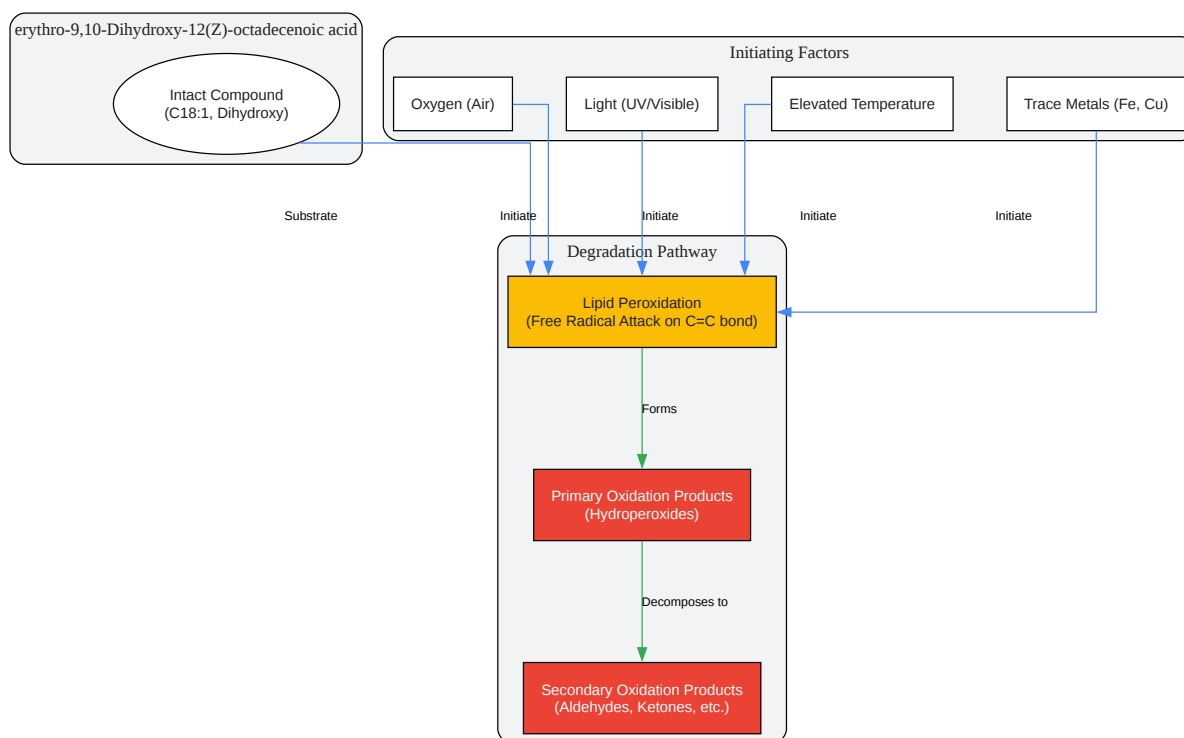 erythro-9,10-Dihydroxy-12(Z)-octadecenoic acid
Intact Compound
(C18:1, Dihydroxy)
Initiating Factors
Oxygen (Air)
Light (UV/Visible)
Elevated Temperature
Trace Metals (Fe, Cu)
Substrate
Initiate
Initiate
Initiate
Initiate
Degradation Pathway
Lipid Peroxidation
(Free Radical Attack on C=C bond)
Forms
Primary Oxidation Products
(Hydroperoxides)
Decomposes to
Secondary Oxidation Products
(Aldehydes, Ketones, etc.)